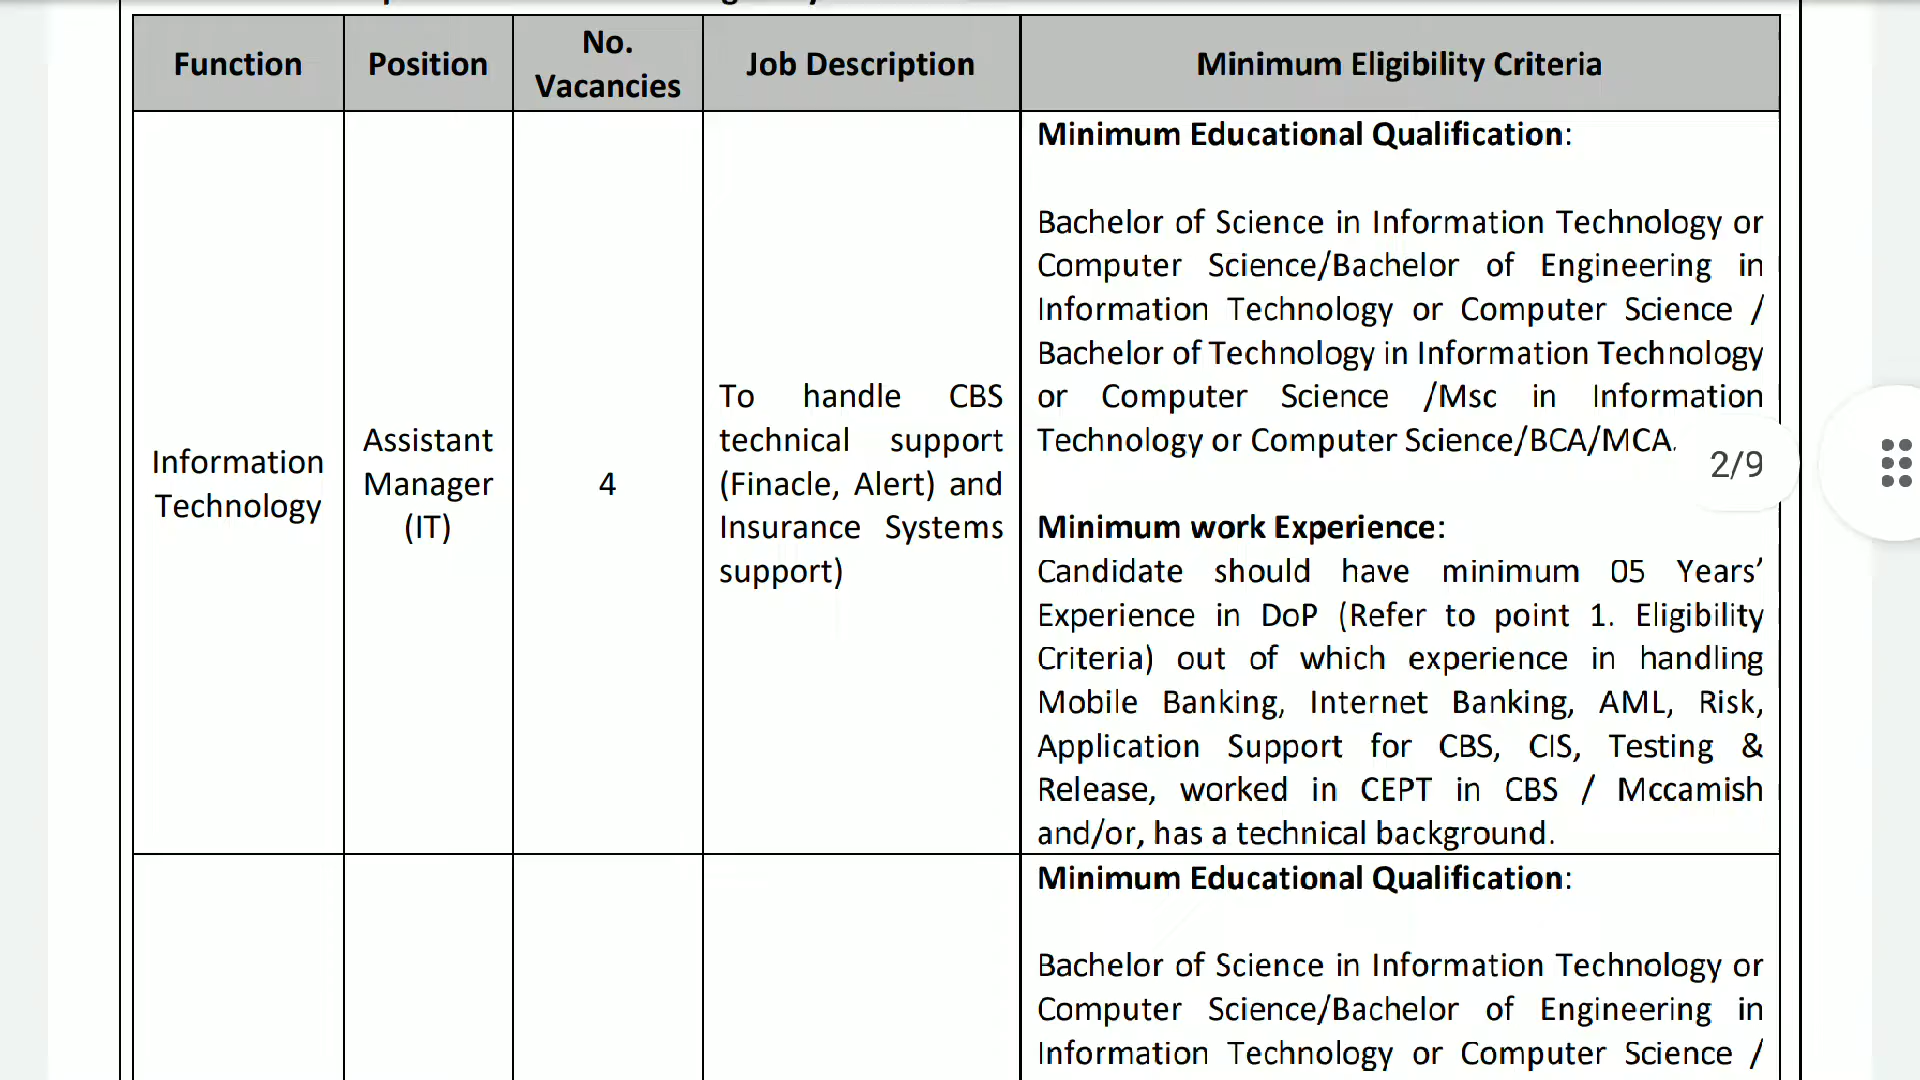 Function
Position
No.
Vacancies
Job Description
Minimum Eligibility Criteria
Information
Technology
Assistant
Manager
(IT)
4
To handle CBS
technical support
(Finacle, Alert) and
Insurance Systems
support)
Minimum Educational Qualification:
Bachelor of Science in Information Technology or
Computer Science/Bachelor of Engineering in
Information Technology or Computer Science /
Bachelor of Technology in Information Technology
or Computer Science /Msc in Information
Technology or Computer Science/BCA/MCA.
2/9
Minimum work Experience:
Candidate should have minimum 05 Years’
Experience in DoP (Refer to point 1. Eligibility
Criteria) out of which experience in handling
Mobile Banking, Internet Banking, AML, Risk,
Application Support for CBS, CIS, Testing &
Release, worked in CEPT in CBS / Mccamish
and/or, has a technical background.
Minimum Educational Qualification:
Bachelor of Science in Information Technology or
Computer Science/Bachelor of Engineering in
Information Technology or Computer Science /